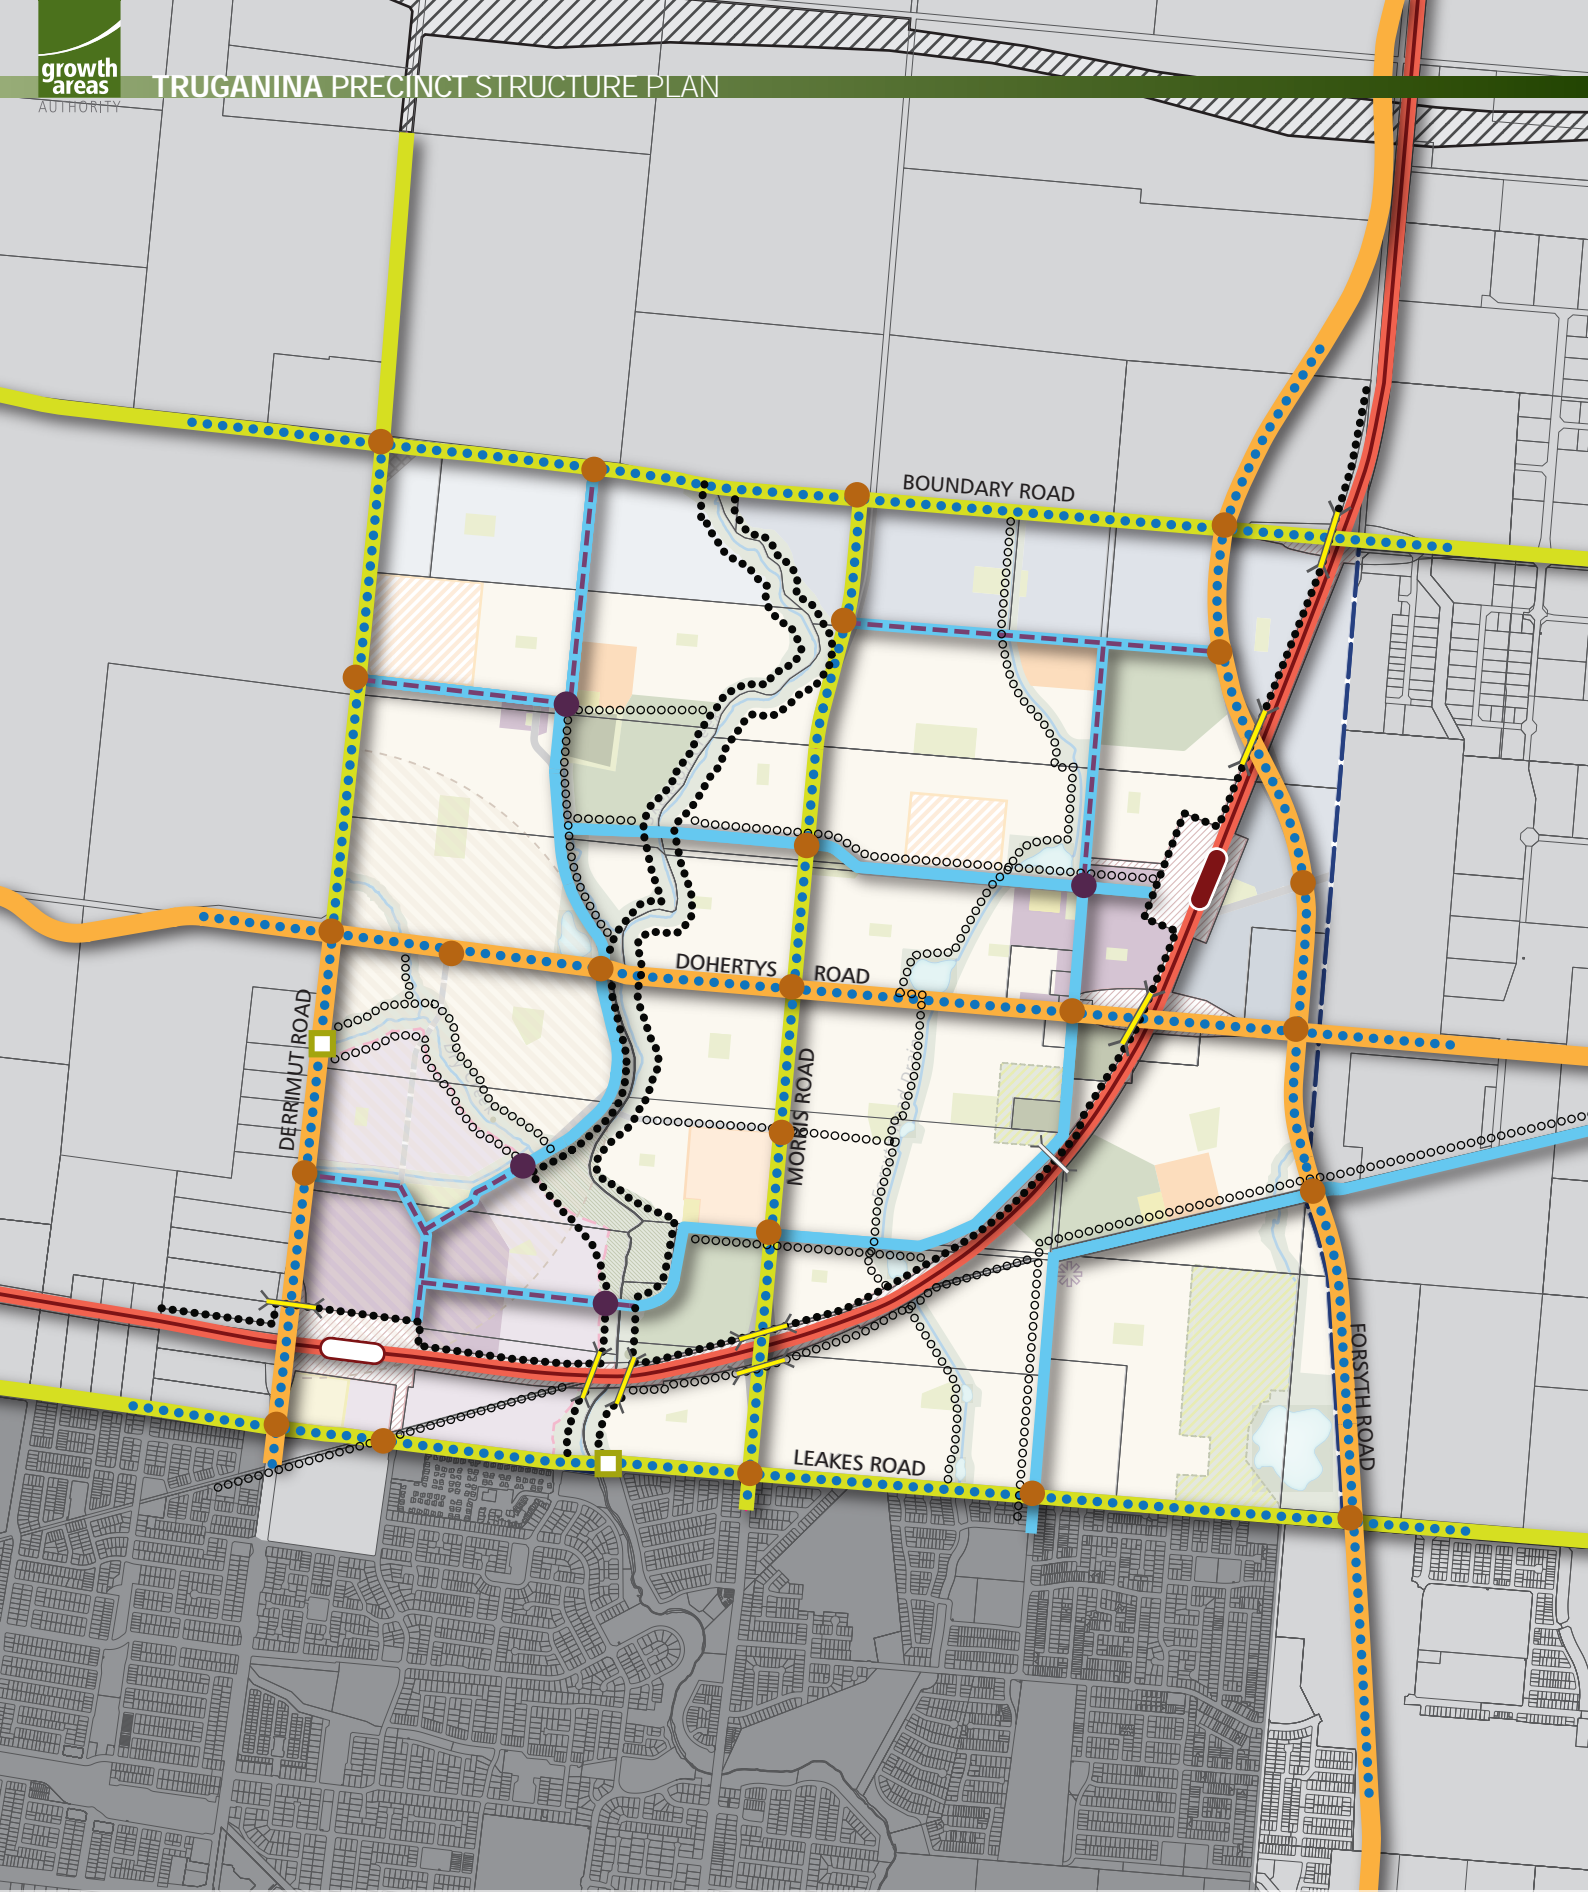 growth
areas
AUTHORITY
TRUGANINA PRECINCT STRUCTURE PLAN
BOUNDARY ROAD
DOHERTYS ROAD
DERRIMUT ROAD
MORRIS ROAD
FORSYTH ROAD
LEAKES ROAD